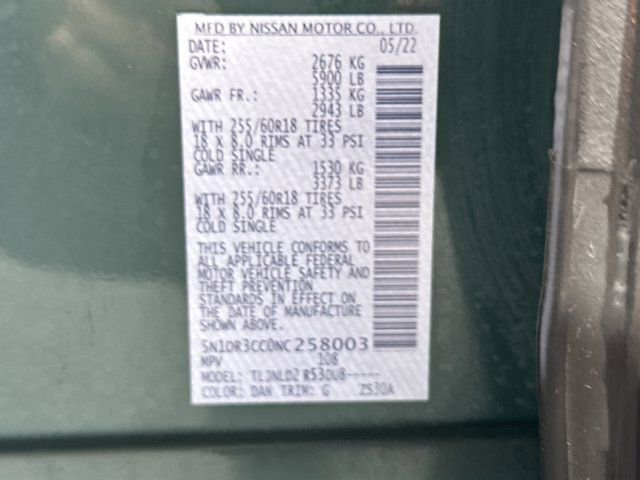 MFD BY NISSAN MOTOR CO., LTD.
DATE: 05/22
GVWR: 2676 KG
5900 LB
GAWR FR.: 1335 KG
2943 LB
WITH 255/60R18 TIRES
18 X 8.0 RIMS AT 33 PSI
COLD SINGLE
GAWR RR.: 1530 KG
3373 LB
WITH 255/60R18 TIRES
18 X 8.0 RIMS AT 33 PSI
COLD SINGLE
THIS VEHICLE CONFORMS TO
ALL APPLICABLE FEDERAL
MOTOR VEHICLE SAFETY AND
THEFT PREVENTION
STANDARDS IN EFFECT ON
THE DATE OF MANUFACTURE
SHOWN ABOVE.
5N1DR3CC0NC258003
MPV 108
MODEL: TL3NLDZ R530U8-----
COLOR: DAN TRIM: G ZS30A